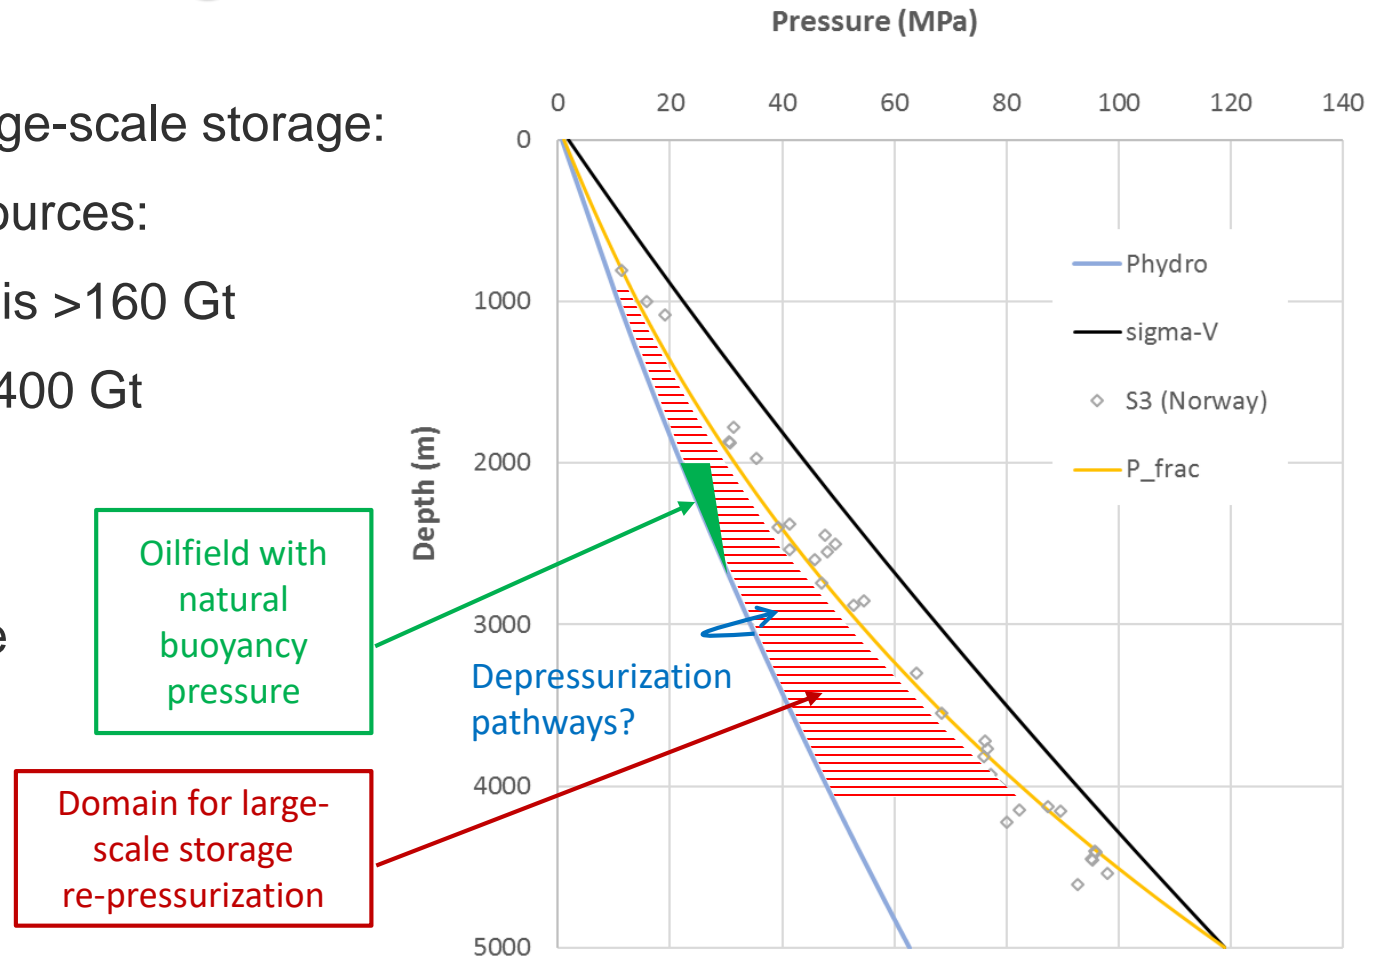 Pressure (MPa)
0 20 40 60 80 100 120 140
ge-scale storage:
ources:
is >160 Gt
400 Gt
e
0
1000
2000
3000
4000
5000
Depth (m)
Phydro
sigma-V
S3 (Norway)
P_frac
Oilfield with
natural
buoyancy
pressure
Depressurization
pathways?
Domain for large-
scale storage
re-pressurization